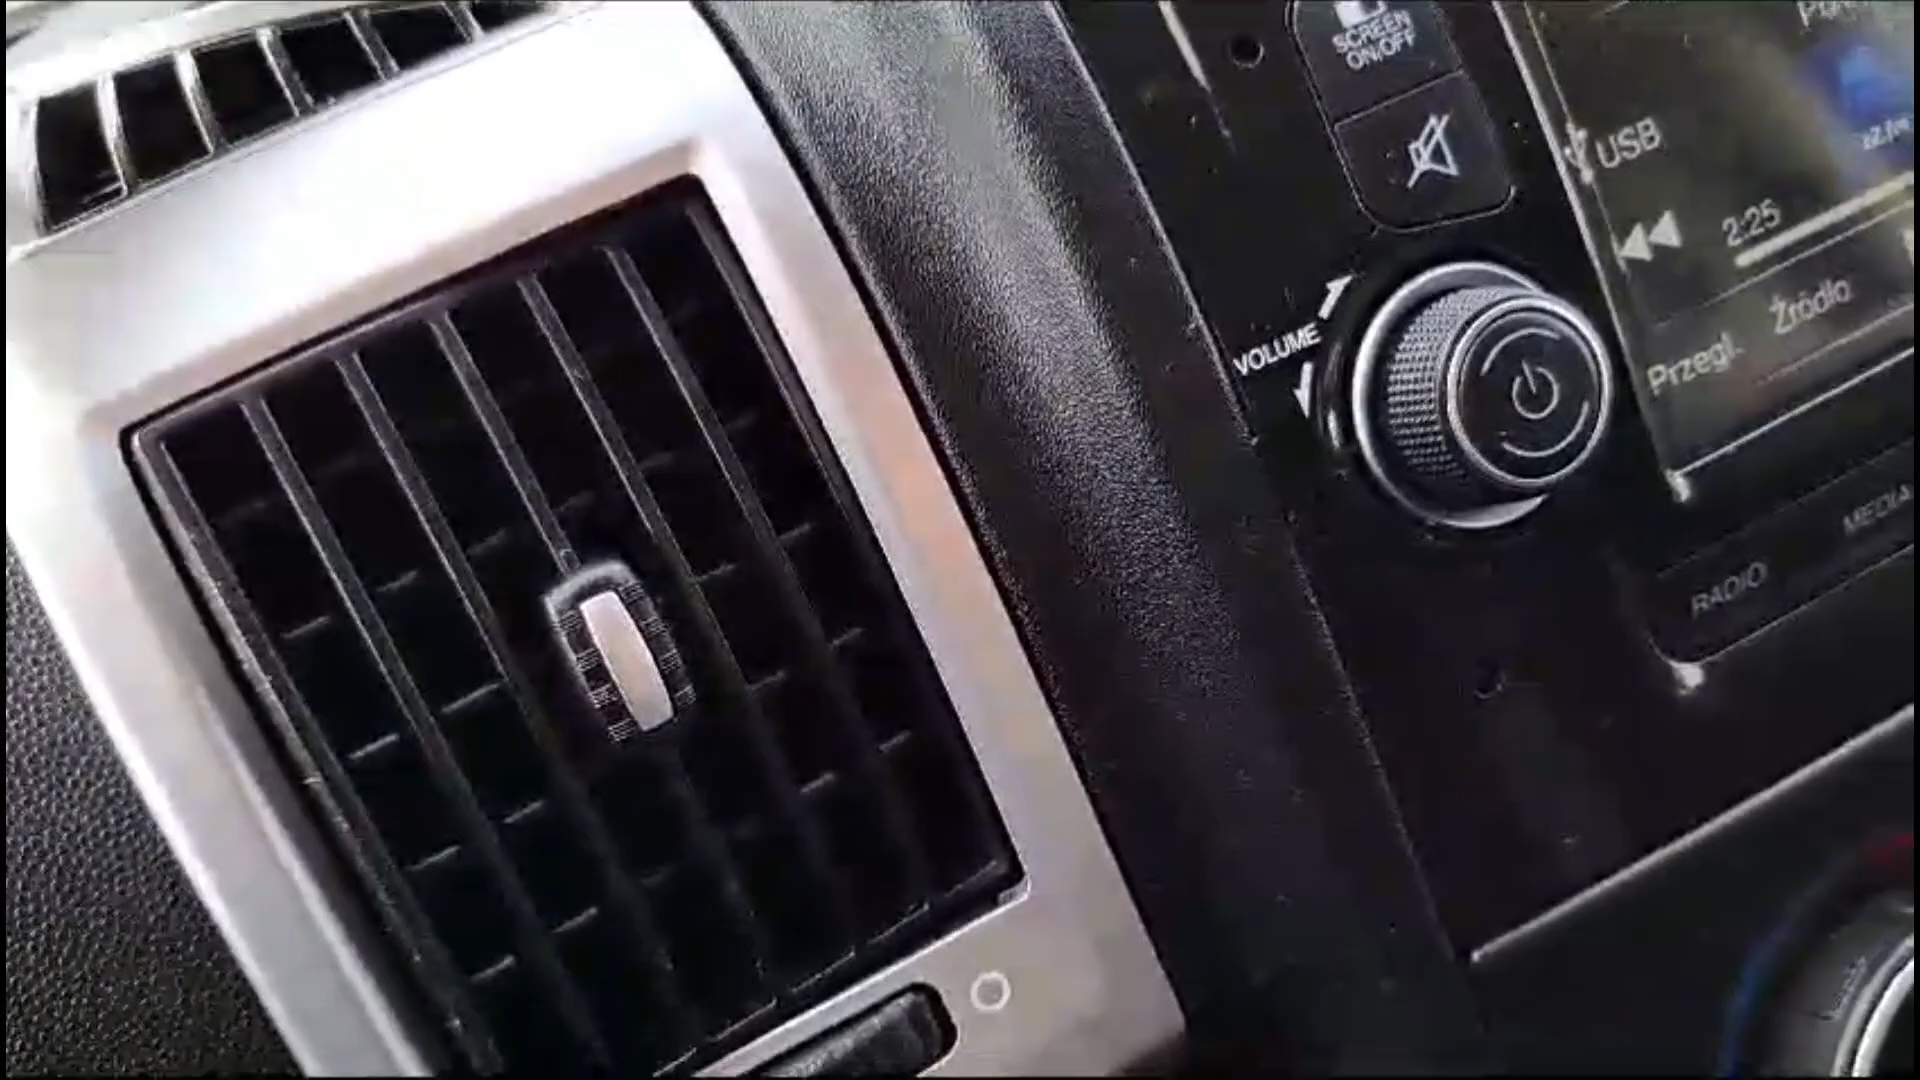 SCREEN
ON/OFF
USB
2:25
VOLUME
Przegl.
Źródło
RADIO
MEDIA